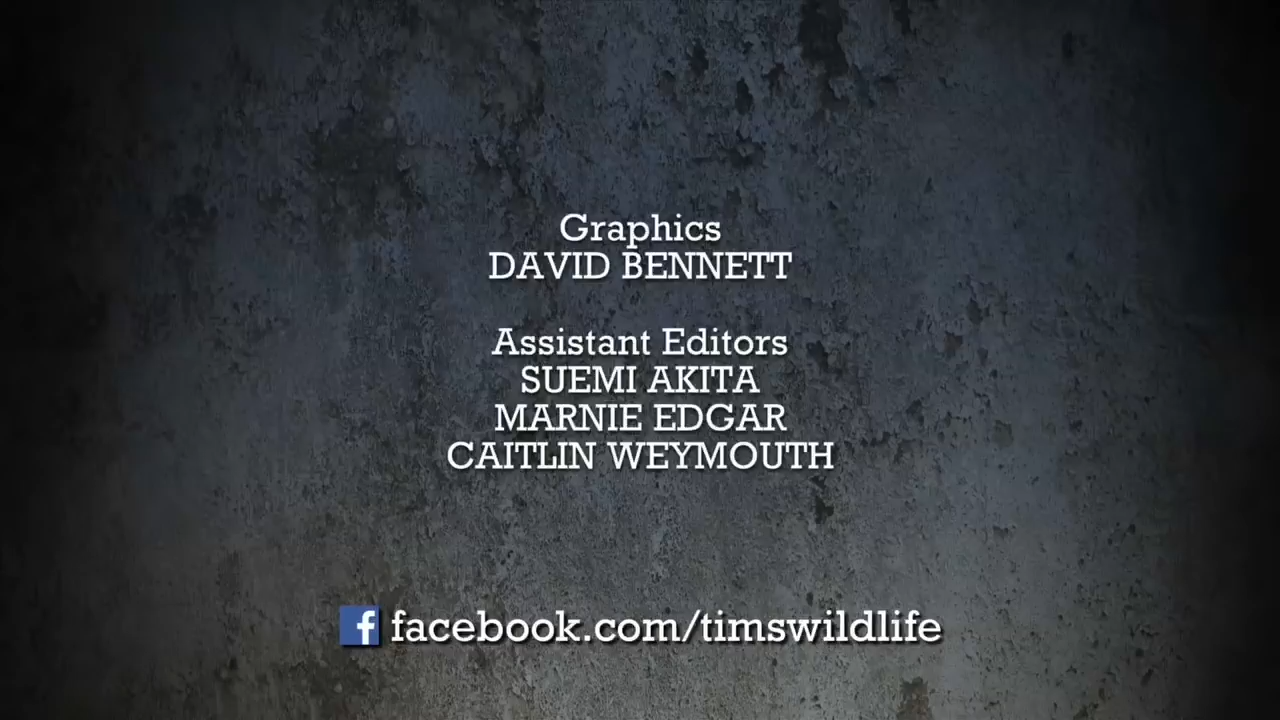 Graphics
DAVID BENNETT
Assistant Editors
SUEMI AKITA
MARNIE EDGAR
CAITLIN WEYMOUTH
f facebook.com/timswildlife